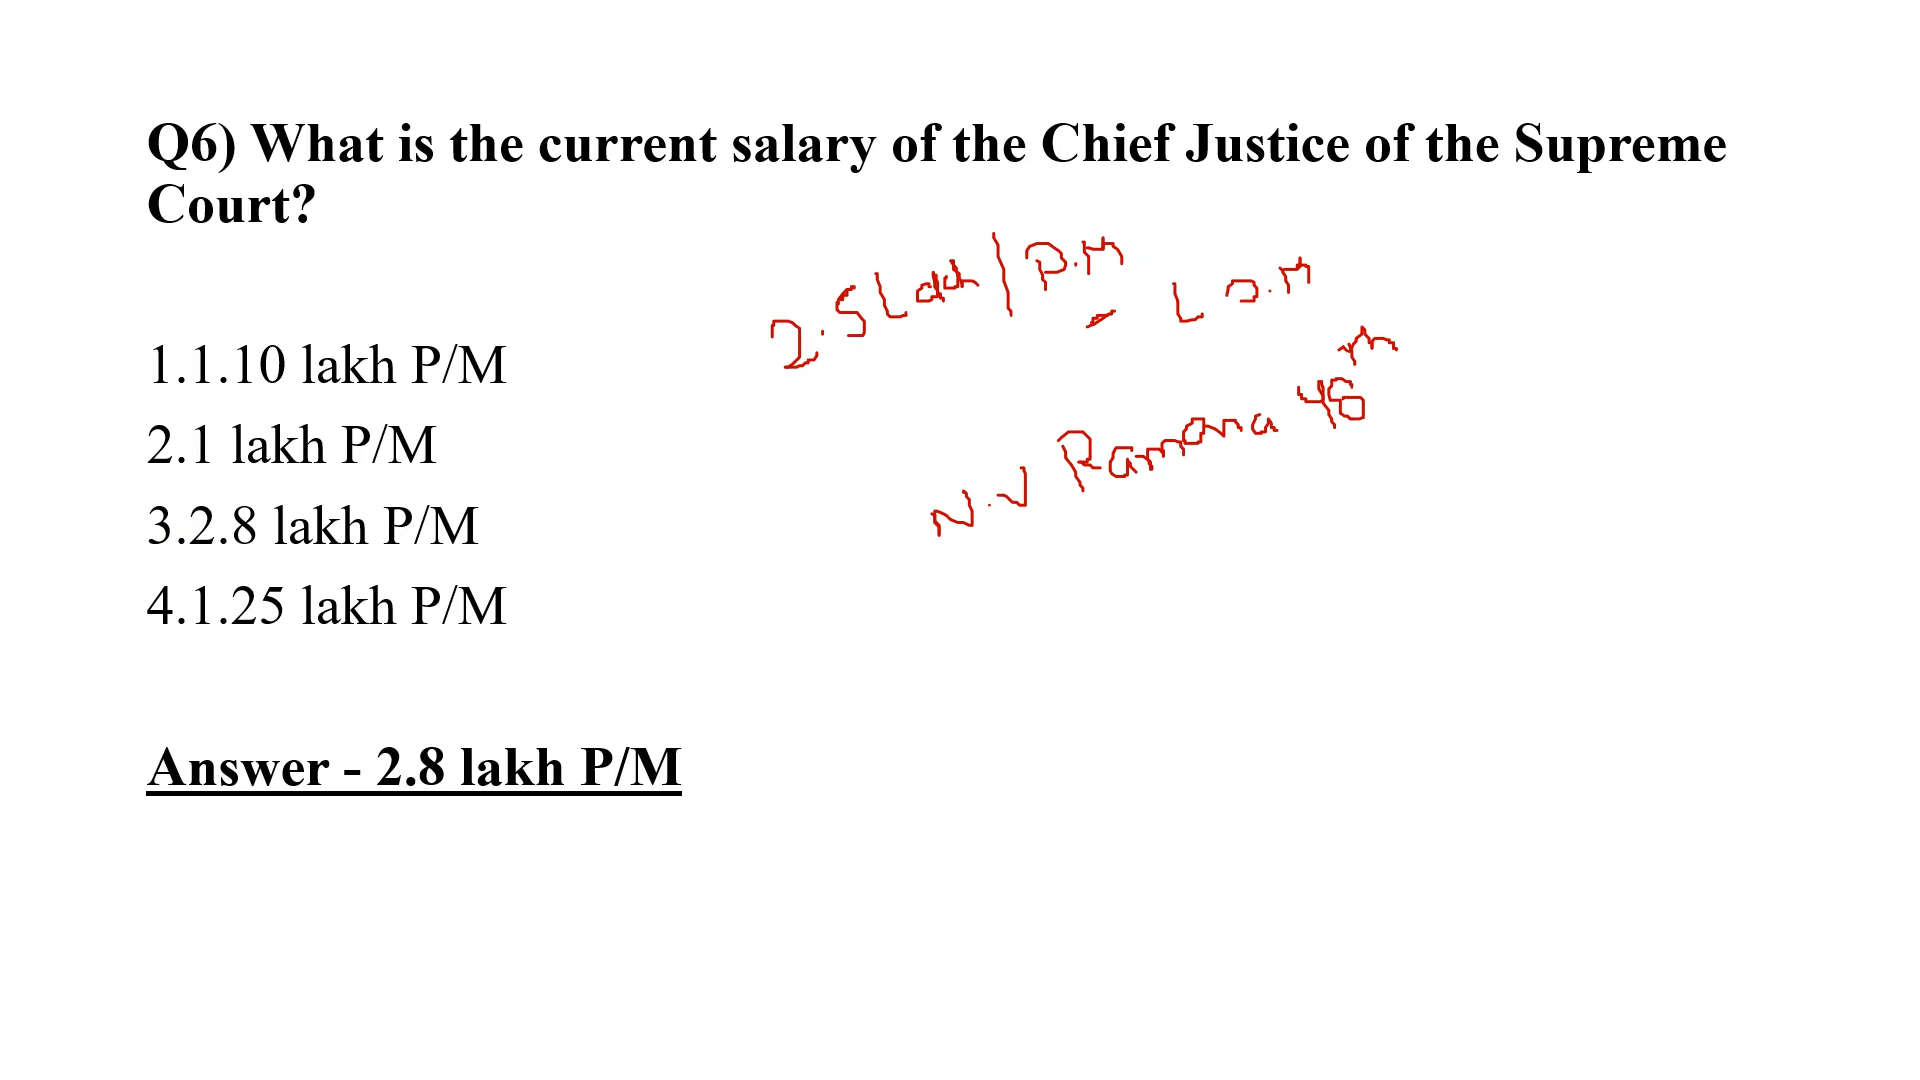 Q6) What is the current salary of the Chief Justice of the Supreme
Court?
2.5 Lakh | P.M
1.1.10 lakh P/M
2.1 lakh P/M
3.2.8 lakh P/M
N.V Ramana 48th
4.1.25 lakh P/M
Answer - 2.8 lakh P/M